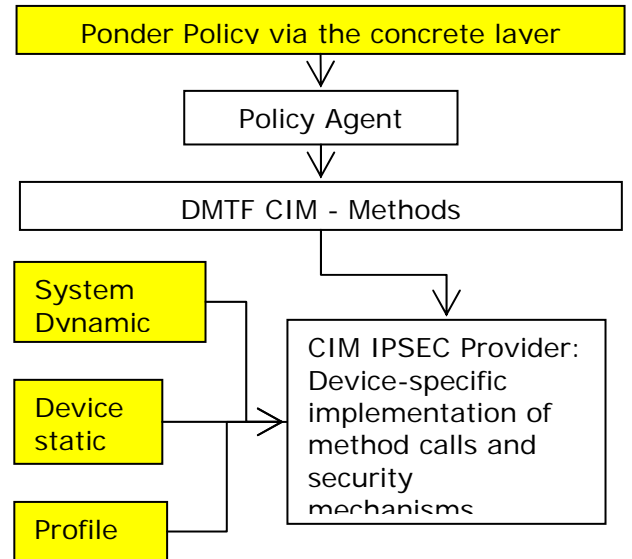 Ponder Policy via the concrete layer
Policy Agent
DMTF CIM - Methods
System
Dynamic
Device
static
Profile
CIM IPSEC Provider:
Device-specific
implementation of
method calls and
security
mechanisms